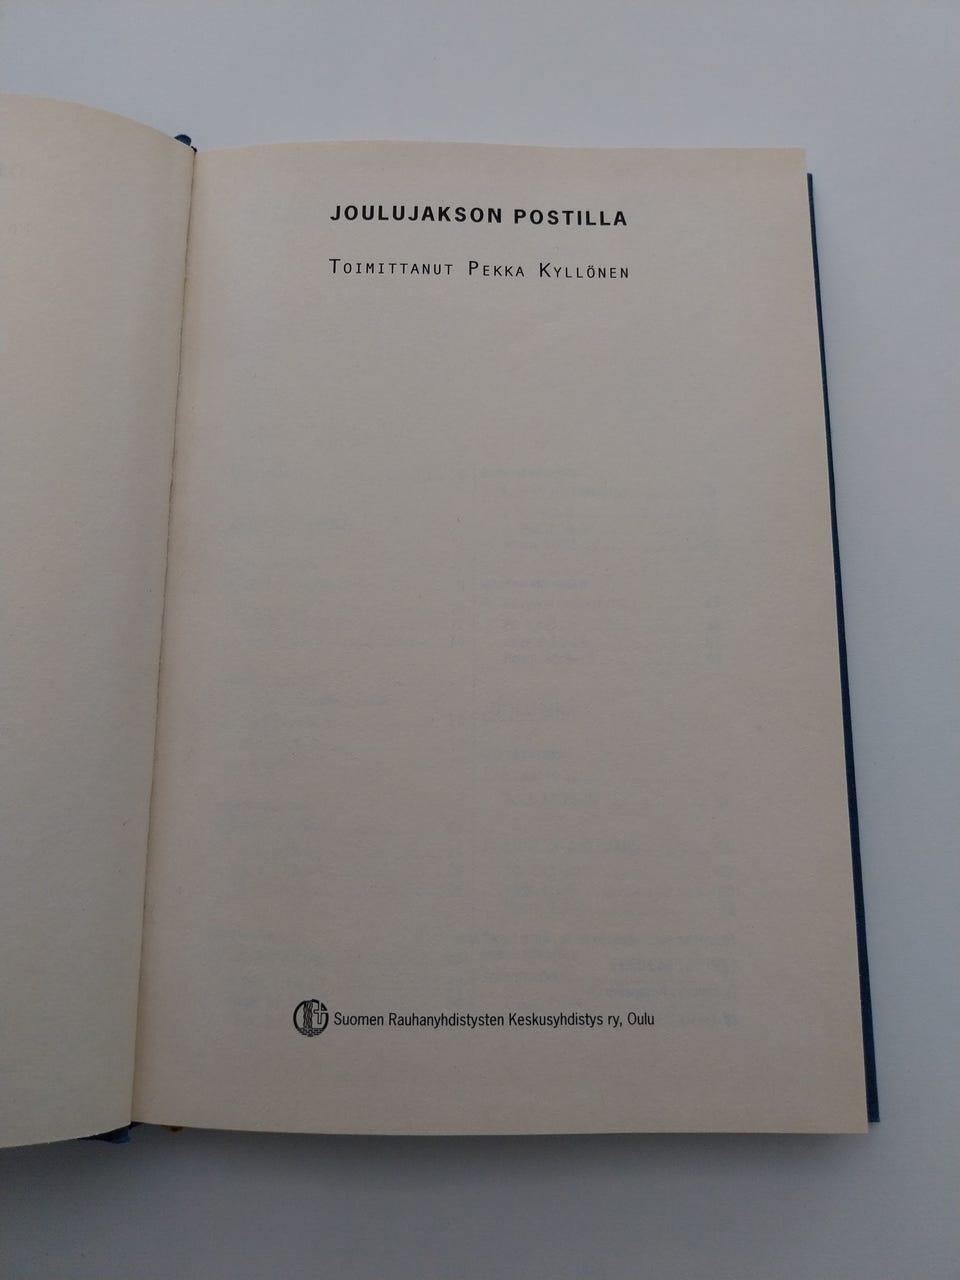 JOULUJAKSON POSTILLA
TOIMITTANUT PEKKA KYLLÖNEN
Suomen Rauhanyhdistysten Keskusyhdistys ry, Oulu